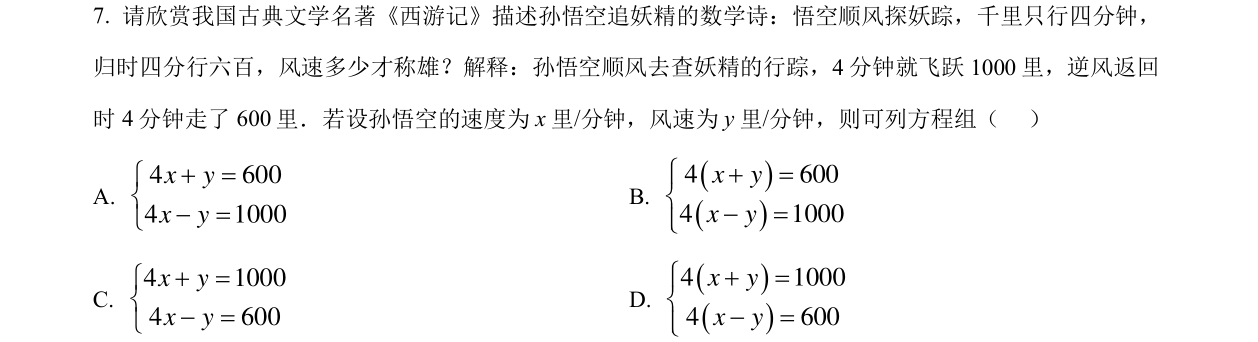 7. 请欣赏我国古典文学名著《西游记》描述孙悟空追妖精的数学诗：悟空顺风探妖踪，千里只行四分钟，
归时四分行六百，风速多少才称雄？解释：孙悟空顺风去查妖精的行踪，4 分钟就飞跃 1000 里，逆风返回
时 4 分钟走了 600 里．若设孙悟空的速度为 x 里/分钟，风速为 y 里/分钟，则可列方程组（　）
A. { 4x + y = 600
4x − y = 1000
B. { 4(x + y) = 600
4(x − y) = 1000
C. { 4x + y = 1000
4x − y = 600
D. { 4(x + y) = 1000
4(x − y) = 600